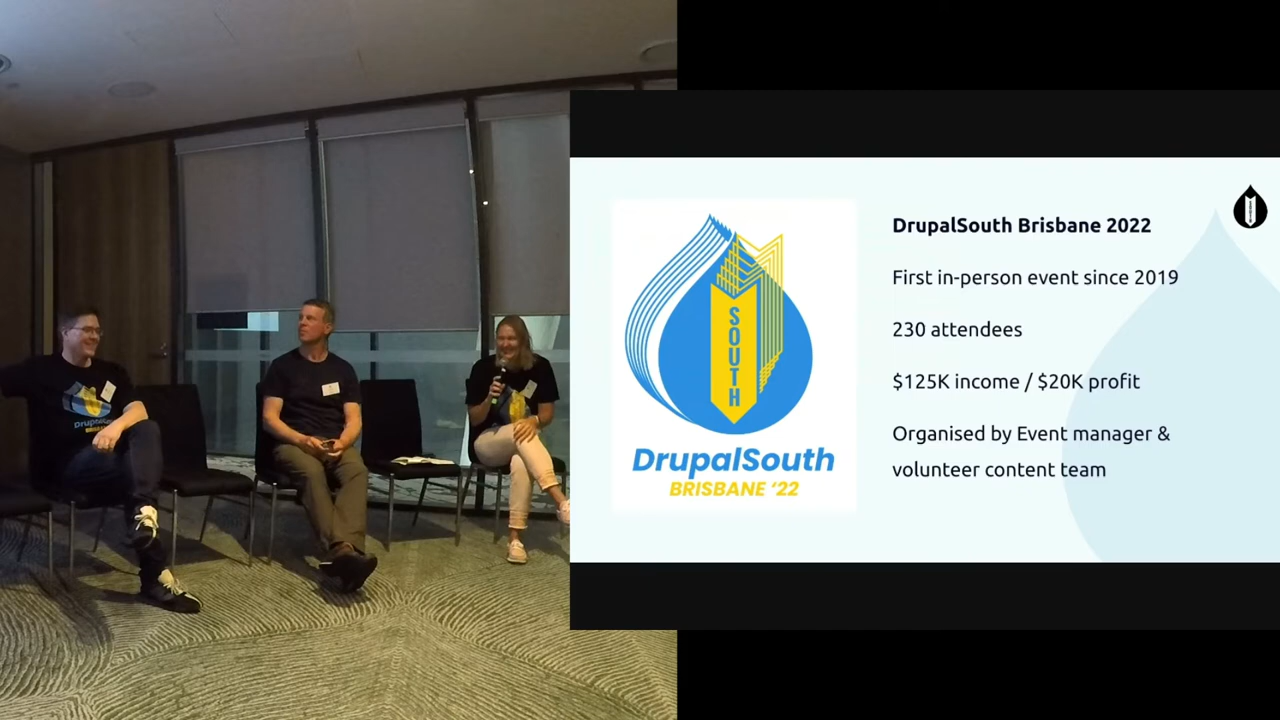 DrupalSouth Brisbane 2022
First in-person event since 2019
230 attendees
$125K income / $20K profit
Organised by Event manager &
volunteer content team
SOUTH
DrupalSouth
BRISBANE ‘22